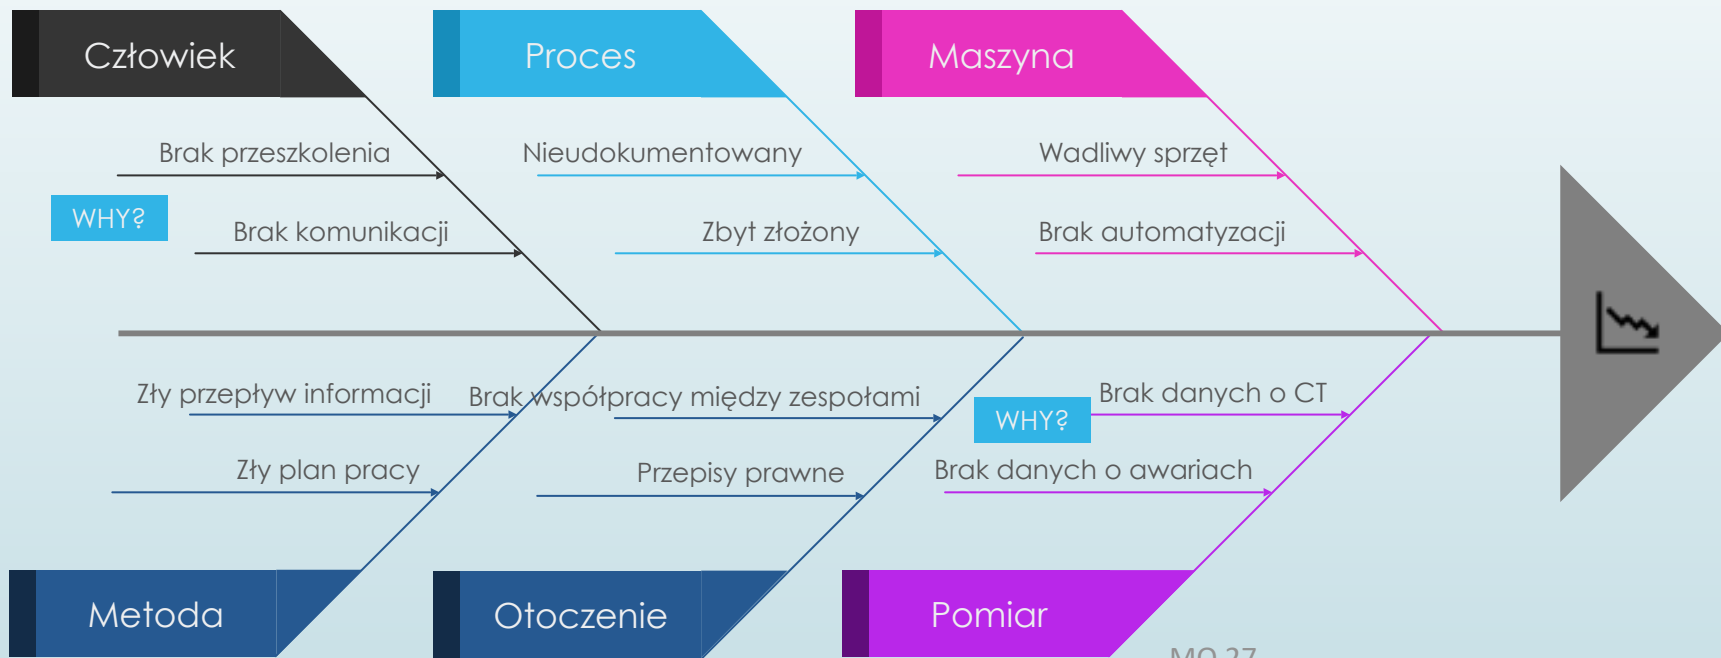 Człowiek
Proces
Maszyna
Brak przeszkolenia
Nieudokumentowany
Wadliwy sprzęt
WHY?
Brak komunikacji
Zbyt złożony
Brak automatyzacji
Zły przepływ informacji
Brak współpracy między zespołami
WHY?
Brak danych o CT
Zły plan pracy
Przepisy prawne
Brak danych o awariach
Metoda
Otoczenie
Pomiar